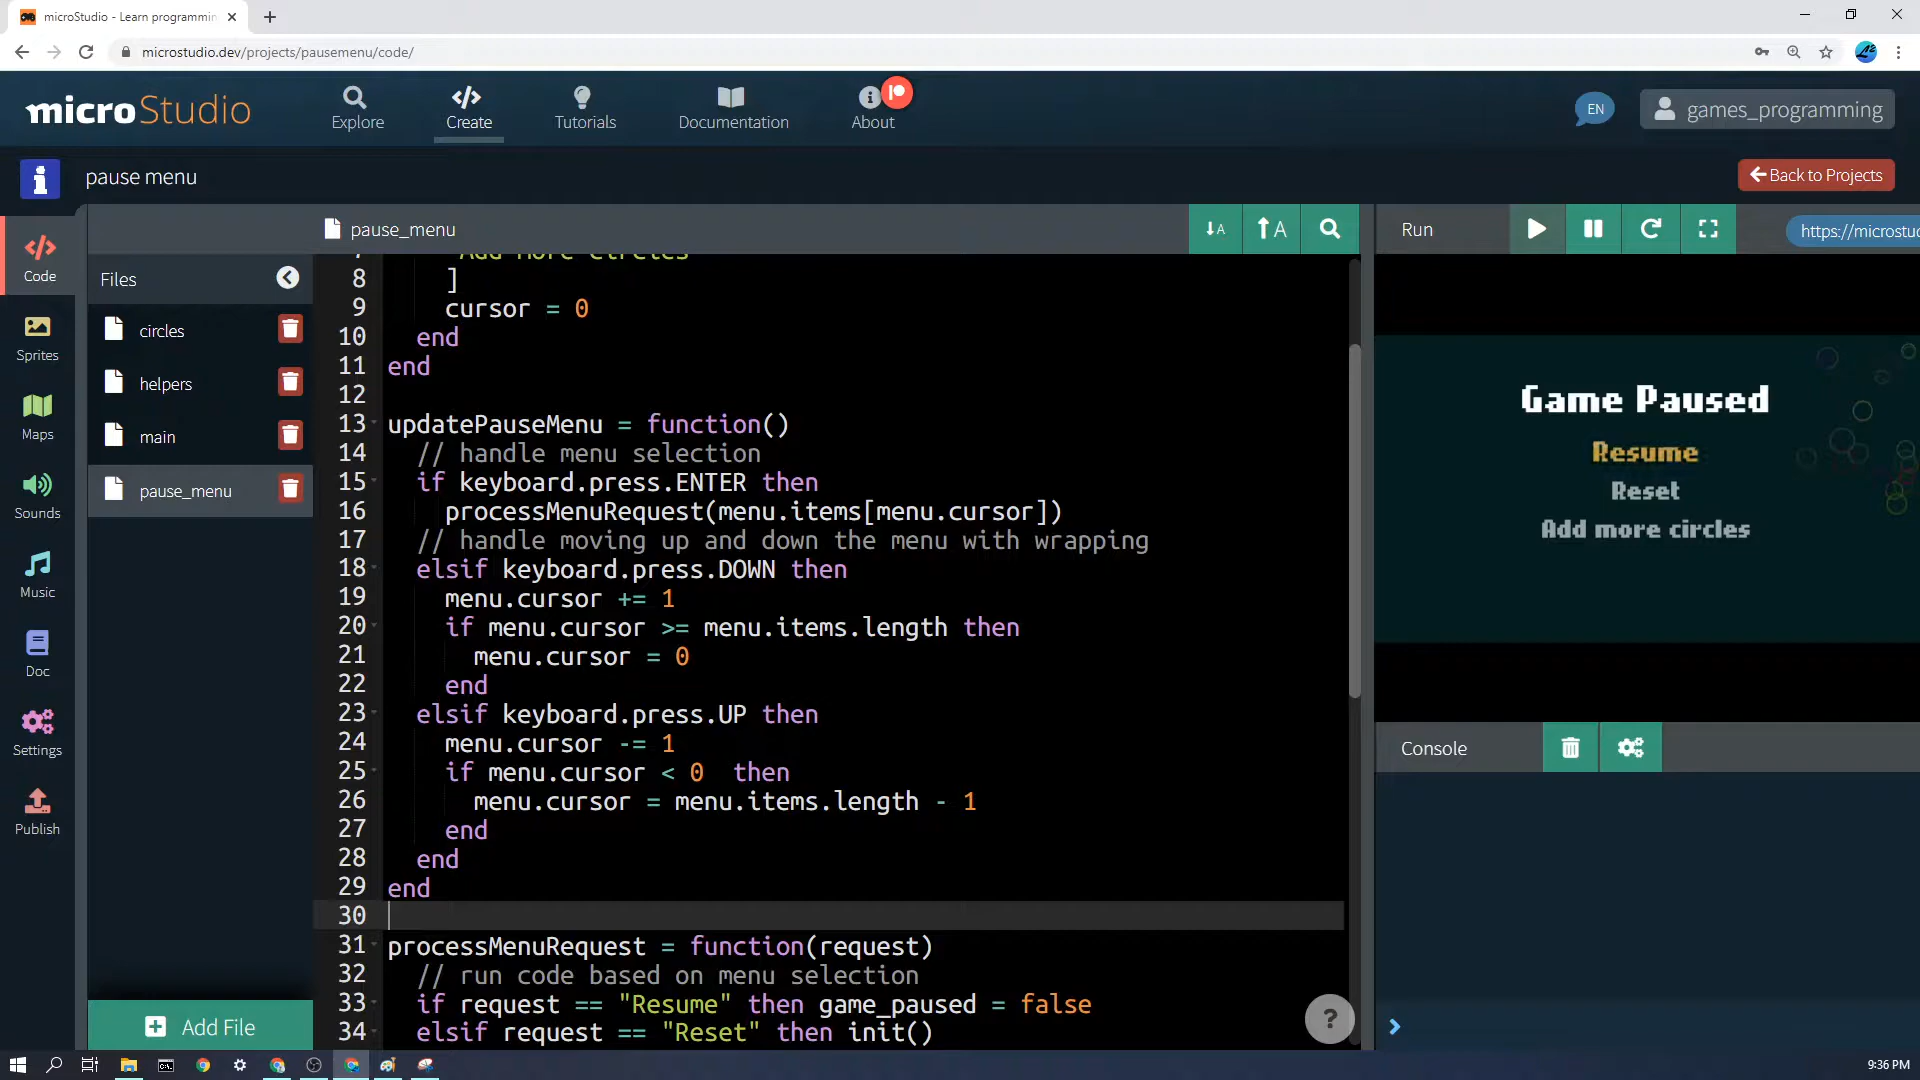 microStudio - Learn programmin
microstudio.dev/projects/pausemenu/code/
microStudio
Explore
Create
Tutorials
Documentation
About
EN
games_programming
pause menu
Back to Projects
Code
Sprites
Maps
Sounds
Music
Doc
Settings
Publish
Files
circles
helpers
main
pause_menu
Add File
pause_menu
↓A
↑A
7 "Add more circles"
8 ]
9 cursor = 0
10 end
11 end
12
13 updatePauseMenu = function()
14 // handle menu selection
15 if keyboard.press.ENTER then
16 processMenuRequest(menu.items[menu.cursor])
17 // handle moving up and down the menu with wrapping
18 elsif keyboard.press.DOWN then
19 menu.cursor += 1
20 if menu.cursor >= menu.items.length then
21 menu.cursor = 0
22 end
23 elsif keyboard.press.UP then
24 menu.cursor -= 1
25 if menu.cursor < 0  then
26 menu.cursor = menu.items.length - 1
27 end
28 end
29 end
30
31 processMenuRequest = function(request)
32 // run code based on menu selection
33 if request == "Resume" then game_paused = false
34 elsif request == "Reset" then init()
?
Run
https://microstud
Game Paused
Resume
Reset
Add more circles
Console
9:36 PM